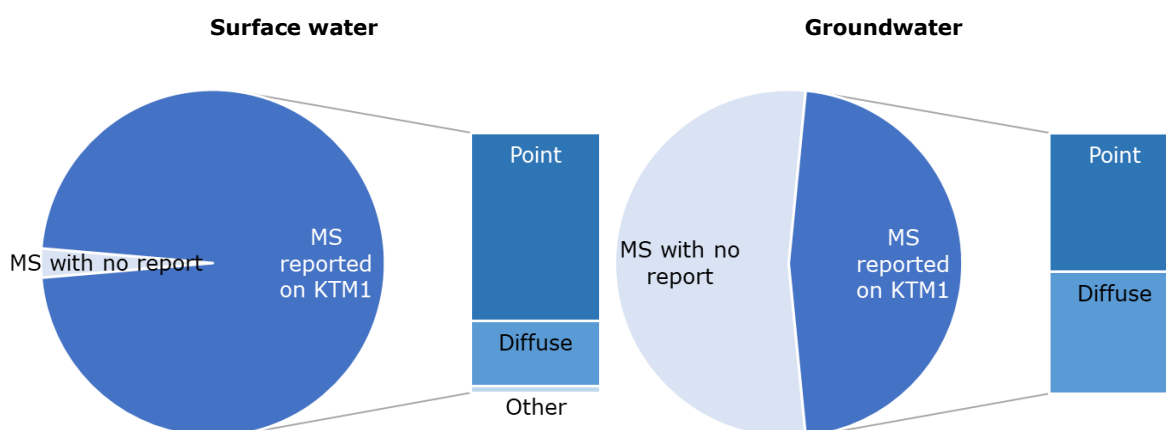 Surface water
Point
MS
reported
on KTM1
MS with no report
Diffuse
Other
Groundwater
Point
MS with no
report
MS
reported
on KTM1
Diffuse